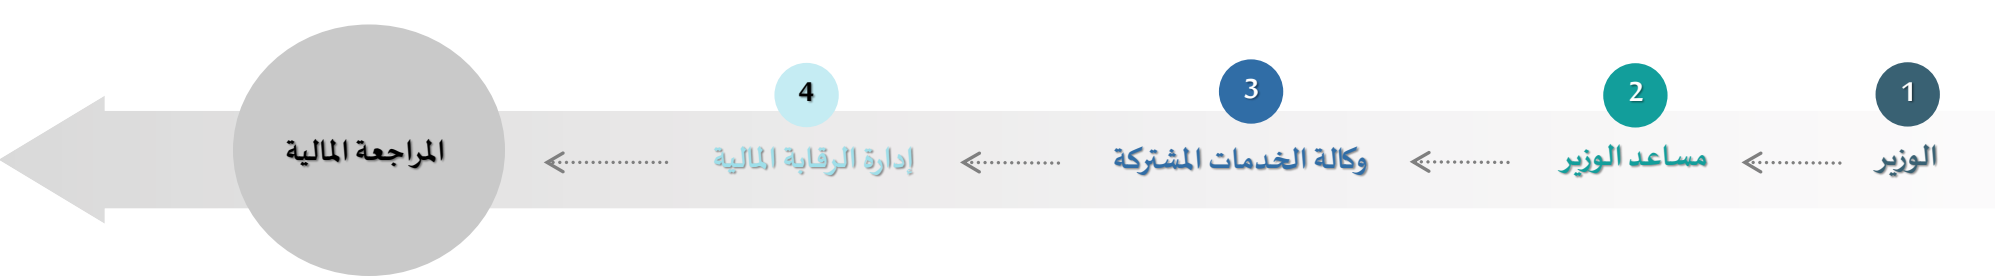 1
الوزير
2
مساعد الوزير
3
وكالة الخدمات المشتركة
4
إدارة الرقابة المالية
المراجعة المالية